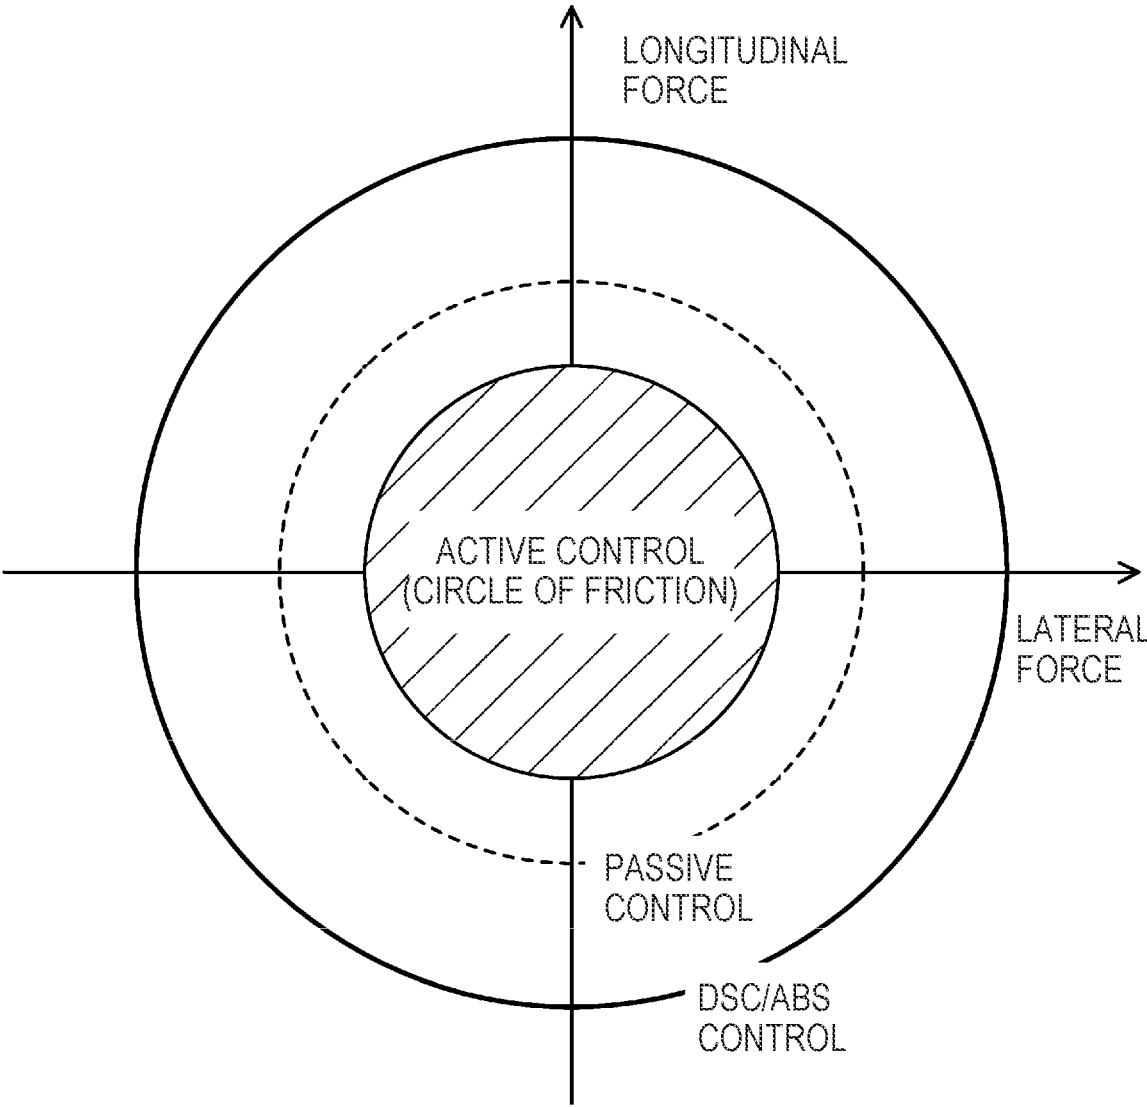 LONGITUDINAL
FORCE
ACTIVE CONTROL
(CIRCLE OF FRICTION)
LATERAL
FORCE
PASSIVE
CONTROL
DSC/ABS
CONTROL